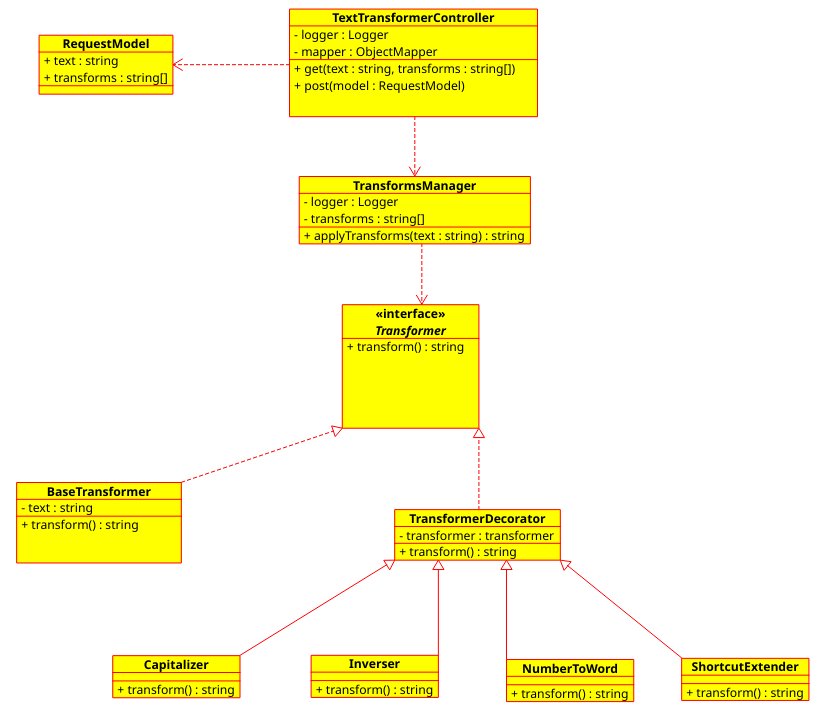 TextTransformerController
- logger : Logger
- mapper : ObjectMapper
+ get(text : string, transforms : string[])
+ post(model : RequestModel)
RequestModel
+ text : string
+ transforms : string[]
TransformsManager
- logger : Logger
- transforms : string[]
+ applyTransforms(text : string) : string
«interface»
Transformer
+ transform() : string
BaseTransformer
- text : string
+ transform() : string
TransformerDecorator
- transformer : transformer
+ transform() : string
Capitalizer
+ transform() : string
Inverser
+ transform() : string
NumberToWord
+ transform() : string
ShortcutExtender
+ transform() : string